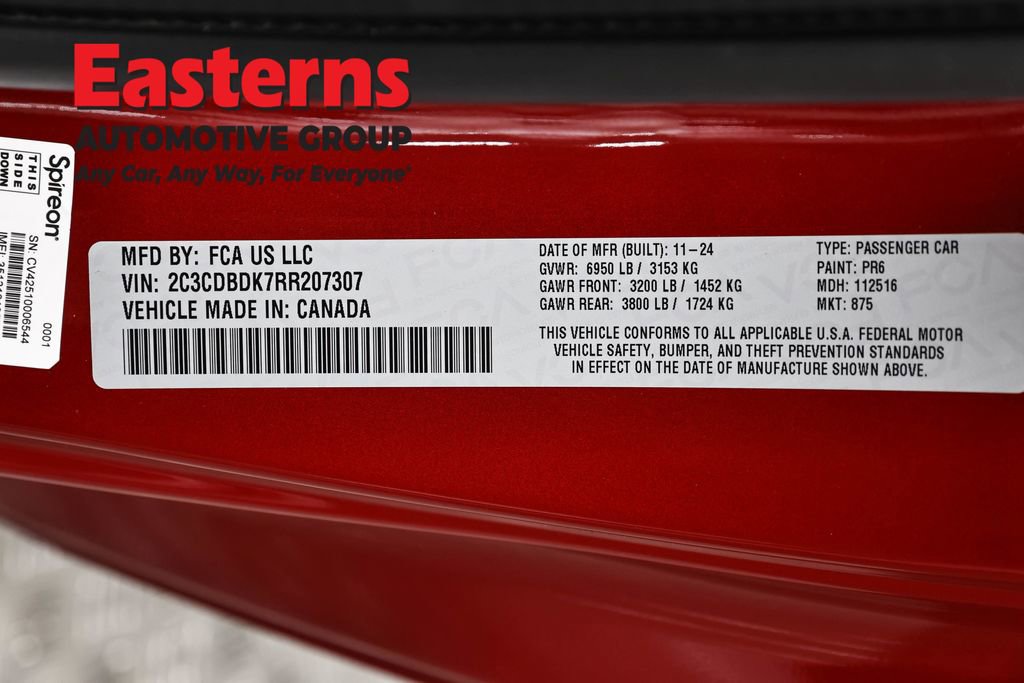 Easterns
AUTOMOTIVE GROUP
Any Car, Any Way, For Everyone
Spireon
THIS
SIDE
DOWN
0001
SN: CV42510006544
MFD BY: FCA US LLC
VIN: 2C3CDBDK7RR207307
VEHICLE MADE IN: CANADA
DATE OF MFR (BUILT): 11-24
GVWR: 6950 LB / 3153 KG
GAWR FRONT: 3200 LB / 1452 KG
GAWR REAR: 3800 LB / 1724 KG
TYPE: PASSENGER CAR
PAINT: PR6
MDH: 112516
MKT: 875
THIS VEHICLE CONFORMS TO ALL APPLICABLE U.S.A. FEDERAL MOTOR
VEHICLE SAFETY, BUMPER, AND THEFT PREVENTION STANDARDS
IN EFFECT ON THE DATE OF MANUFACTURE SHOWN ABOVE.